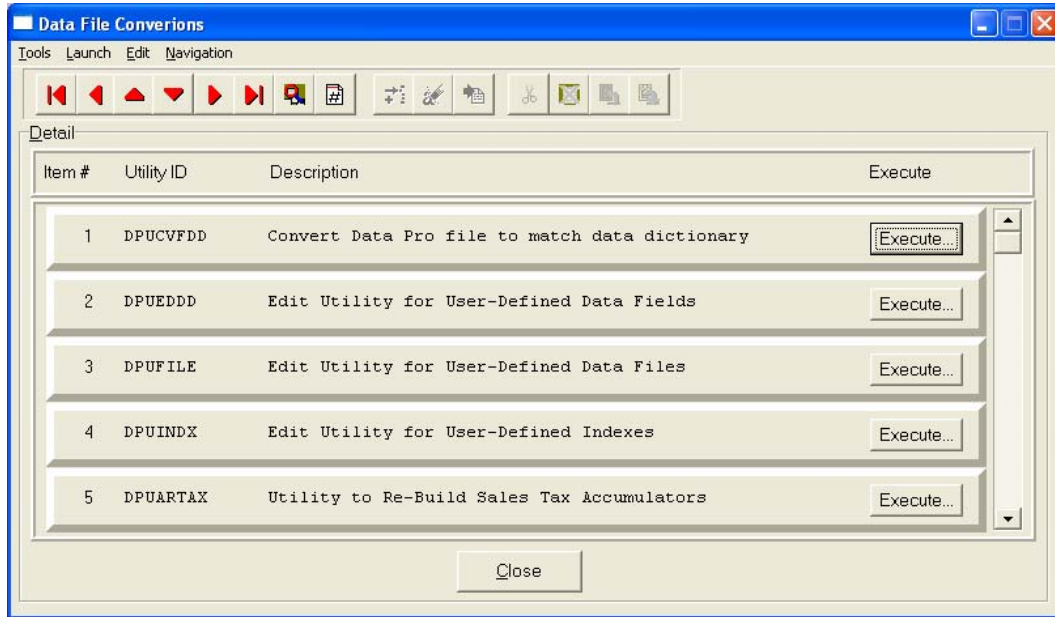 Data File Converions
Tools Launch Edit Navigation
#
Detail
Item # Utility ID Description Execute
1 DPUCVFDD Convert Data Pro file to match data dictionary Execute...
2 DPUEDDD Edit Utility for User-Defined Data Fields Execute...
3 DPUFILE Edit Utility for User-Defined Data Files Execute...
4 DPUINDX Edit Utility for User-Defined Indexes Execute...
5 DPUARTAX Utility to Re-Build Sales Tax Accumulators Execute...
Close